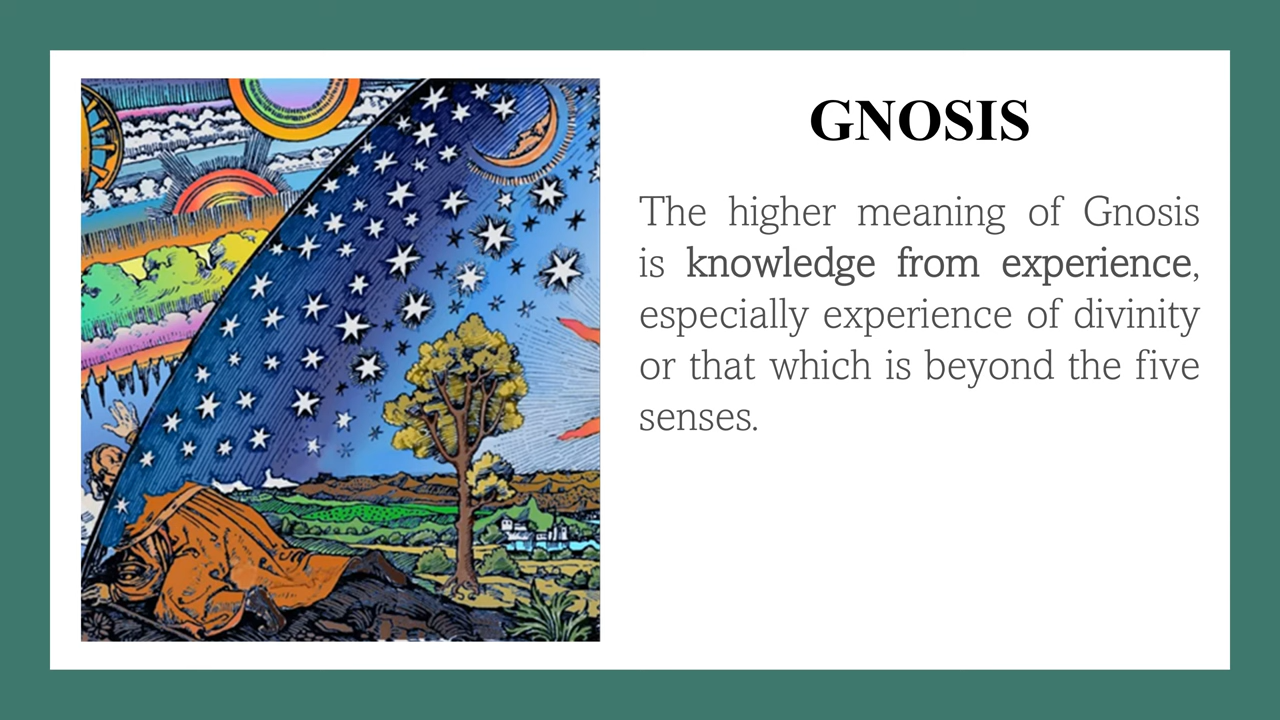 GNOSIS
The higher meaning of Gnosis
is knowledge from experience,
especially experience of divinity
or that which is beyond the five
senses.